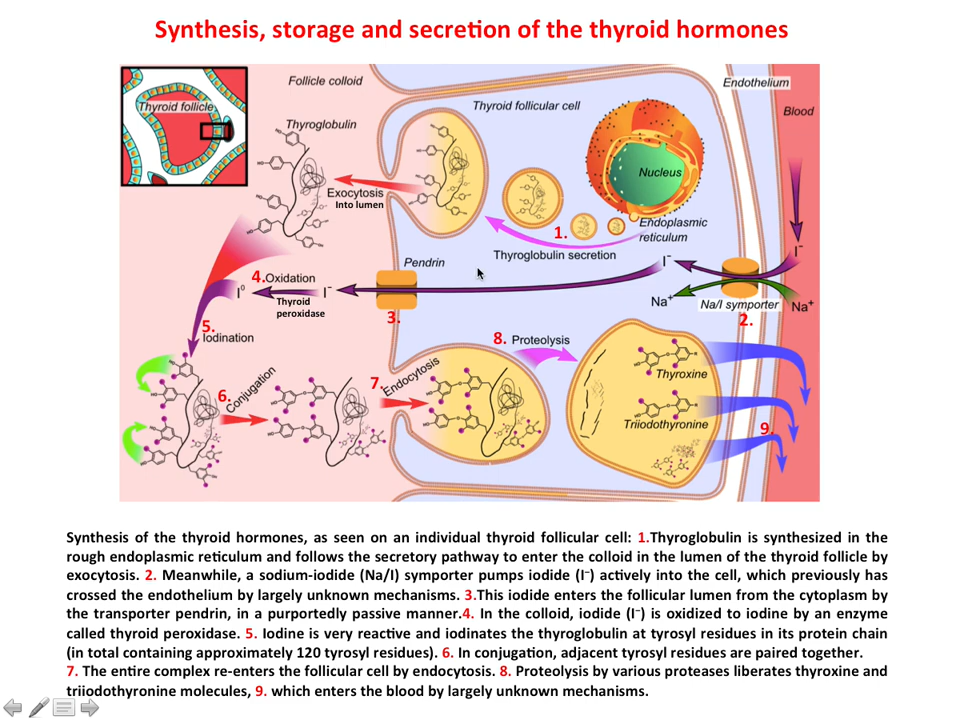 Synthesis, storage and secretion of the thyroid hormones
Follicle colloid
Endothelium
Thyroid follicle
Thyroid follicular cell
Blood
Thyroglobulin
Nucleus
Exocytosis
Into lumen
Endoplasmic
reticulum
1.
Thyroglobulin secretion
Pendrin
I⁻
I⁻
4.Oxidation
I⁰
I⁻
Thyroid
peroxidase
Na⁺
Na/I symporter
Na⁺
3.
2.
5.
Iodination
8. Proteolysis
7. Endocytosis
6. Conjugation
Thyroxine
Triiodothyronine
9.
Synthesis of the thyroid hormones, as seen on an individual thyroid follicular cell: 1.Thyroglobulin is synthesized in the
rough endoplasmic reticulum and follows the secretory pathway to enter the colloid in the lumen of the thyroid follicle by
exocytosis. 2. Meanwhile, a sodium-iodide (Na/I) symporter pumps iodide (I⁻) actively into the cell, which previously has
crossed the endothelium by largely unknown mechanisms. 3.This iodide enters the follicular lumen from the cytoplasm by
the transporter pendrin, in a purportedly passive manner.4. In the colloid, iodide (I⁻) is oxidized to iodine by an enzyme
called thyroid peroxidase. 5. Iodine is very reactive and iodinates the thyroglobulin at tyrosyl residues in its protein chain
(in total containing approximately 120 tyrosyl residues). 6. In conjugation, adjacent tyrosyl residues are paired together.
7. The entire complex re-enters the follicular cell by endocytosis. 8. Proteolysis by various proteases liberates thyroxine and
triiodothyronine molecules, 9. which enters the blood by largely unknown mechanisms.